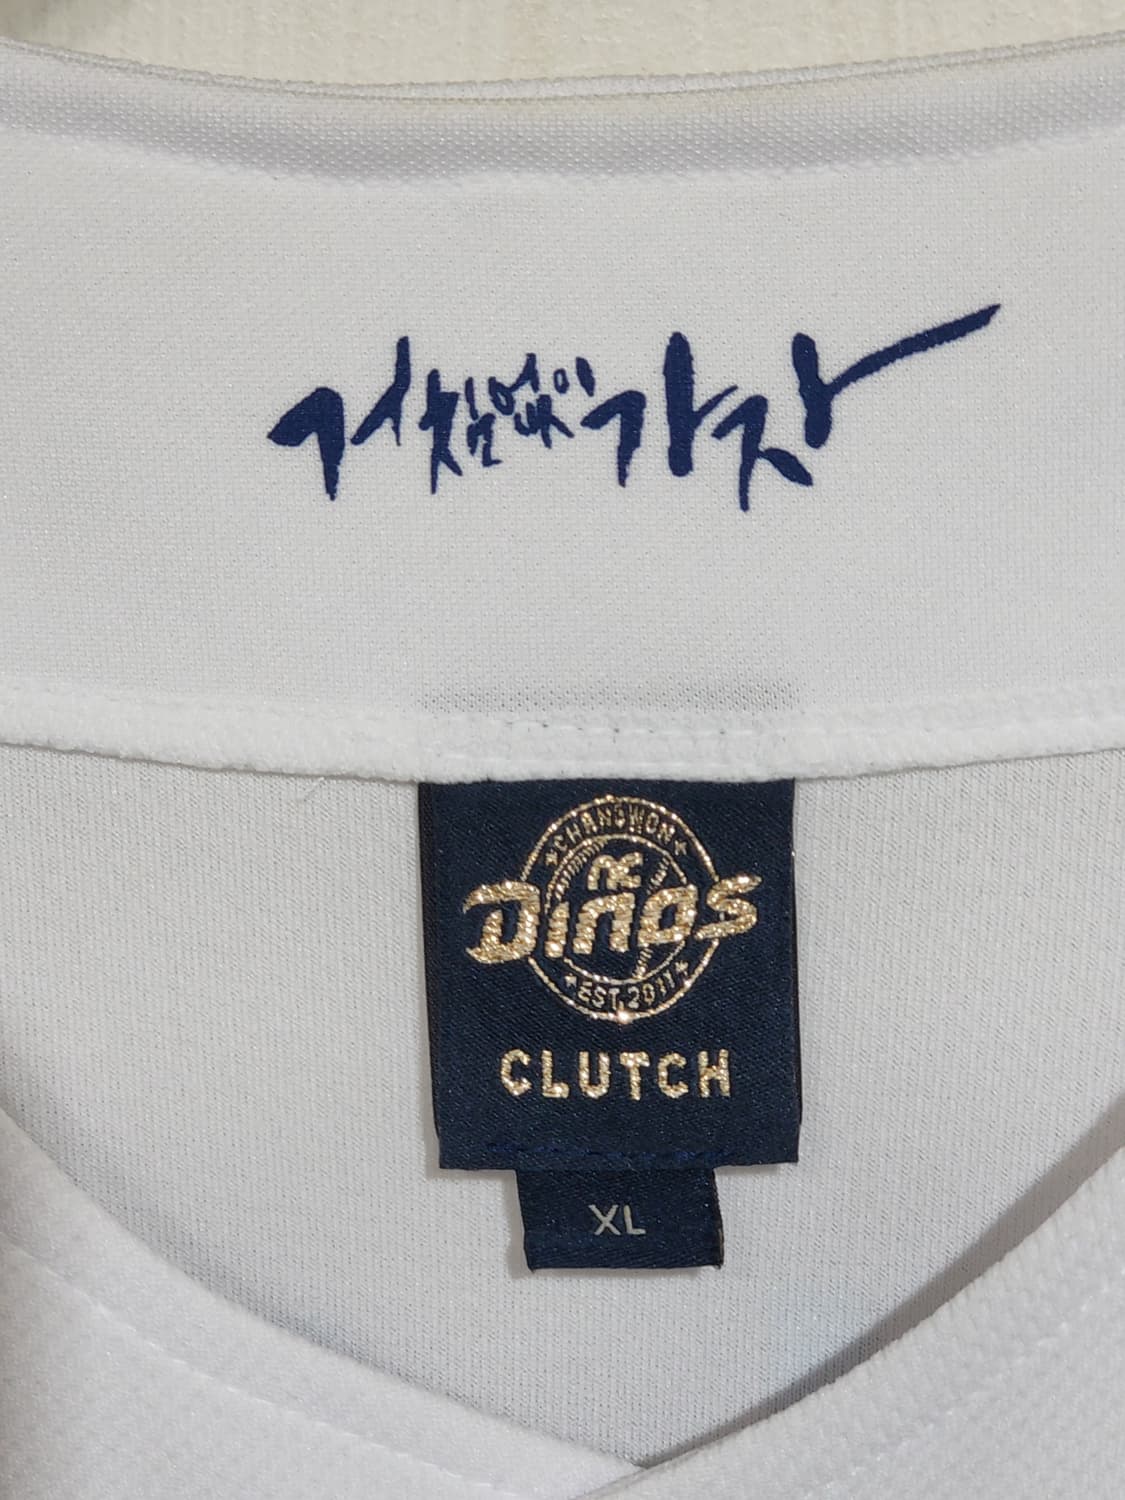 거침없이 가자
CHANGWON
NC
DINOS
EST.2011
CLUTCH
XL